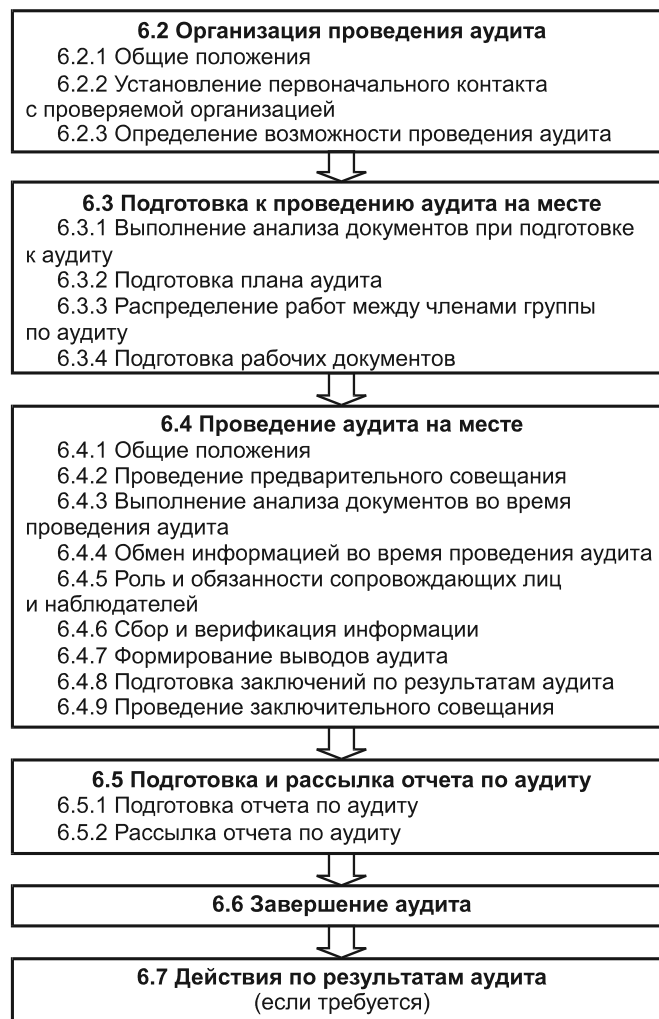 6.2 Организация проведения аудита
6.2.1 Общие положения
6.2.2 Установление первоначального контакта
с проверяемой организацией
6.2.3 Определение возможности проведения аудита
6.3 Подготовка к проведению аудита на месте
6.3.1 Выполнение анализа документов при подготовке
к аудиту
6.3.2 Подготовка плана аудита
6.3.3 Распределение работ между членами группы
по аудиту
6.3.4 Подготовка рабочих документов
6.4 Проведение аудита на месте
6.4.1 Общие положения
6.4.2 Проведение предварительного совещания
6.4.3 Выполнение анализа документов во время
проведения аудита
6.4.4 Обмен информацией во время проведения аудита
6.4.5 Роль и обязанности сопровождающих лиц
и наблюдателей
6.4.6 Сбор и верификация информации
6.4.7 Формирование выводов аудита
6.4.8 Подготовка заключений по результатам аудита
6.4.9 Проведение заключительного совещания
6.5 Подготовка и рассылка отчета по аудиту
6.5.1 Подготовка отчета по аудиту
6.5.2 Рассылка отчета по аудиту
6.6 Завершение аудита
6.7 Действия по результатам аудита
(если требуется)